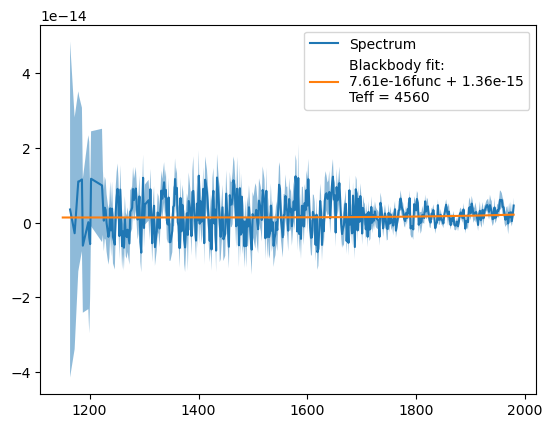 1e−14
Spectrum
Blackbody fit:
7.61e-16func + 1.36e-15
Teff = 4560
4
2
0
−2
−4
1200 1400 1600 1800 2000